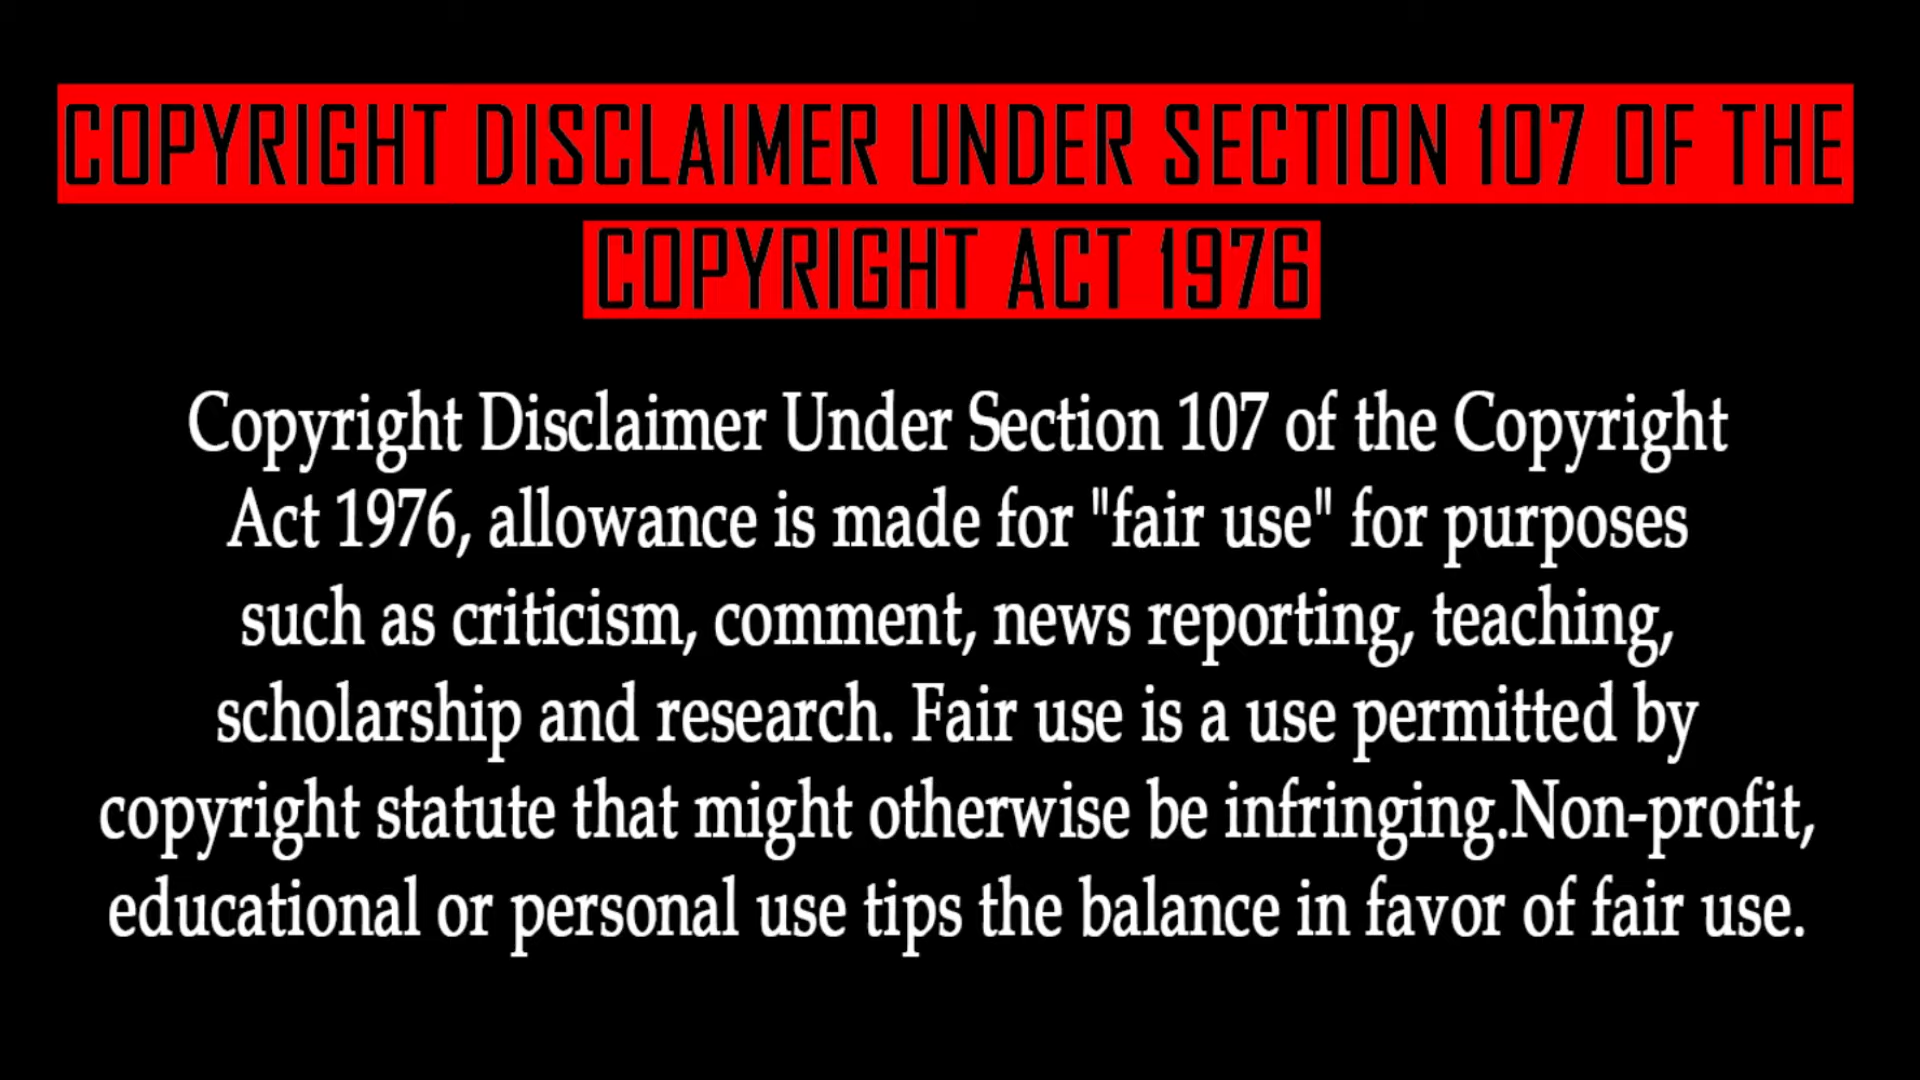 COPYRIGHT DISCLAIMER UNDER SECTION 107 OF THE
COPYRIGHT ACT 1976
Copyright Disclaimer Under Section 107 of the Copyright
Act 1976, allowance is made for "fair use" for purposes
such as criticism, comment, news reporting, teaching,
scholarship and research. Fair use is a use permitted by
copyright statute that might otherwise be infringing.Non-profit,
educational or personal use tips the balance in favor of fair use.